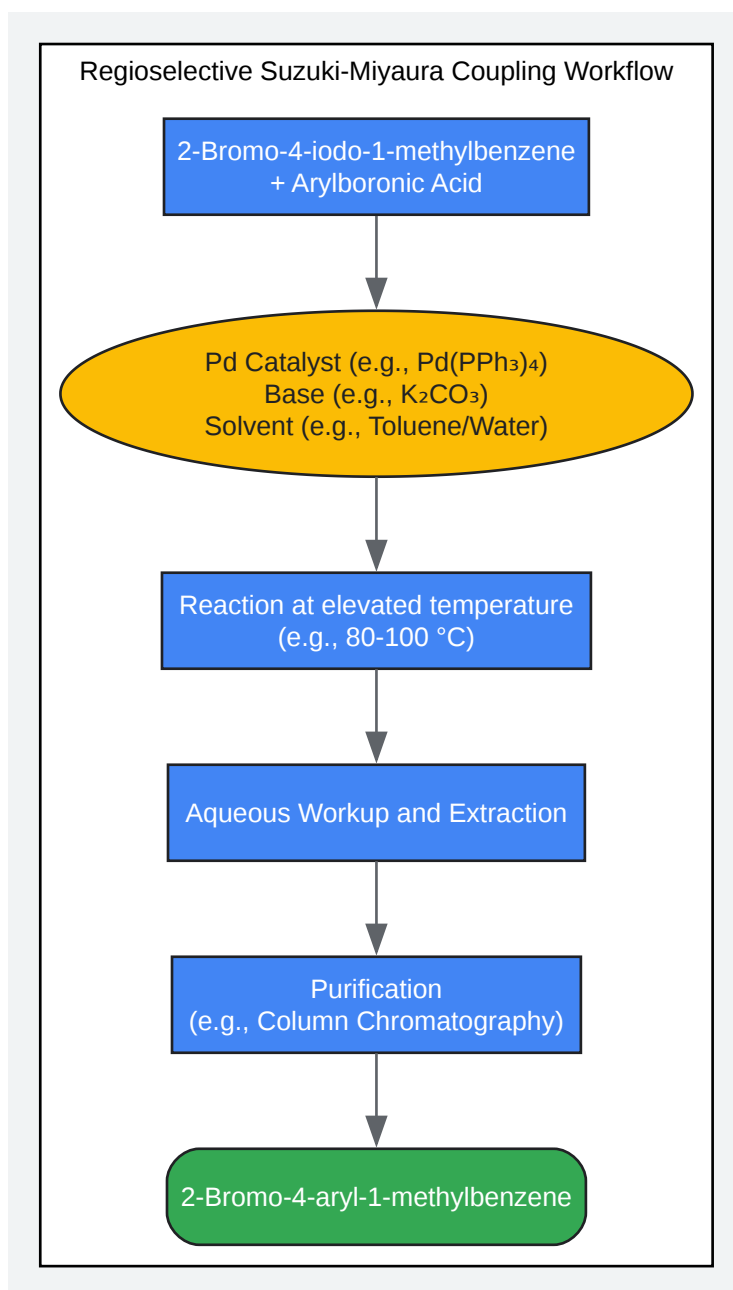 Regioselective Suzuki-Miyaura Coupling Workflow
2-Bromo-4-iodo-1-methylbenzene
+ Arylboronic Acid
Pd Catalyst (e.g., Pd(PPh₃)₄)
Base (e.g., K₂CO₃)
Solvent (e.g., Toluene/Water)
Reaction at elevated temperature
(e.g., 80-100 °C)
Aqueous Workup and Extraction
Purification
(e.g., Column Chromatography)
2-Bromo-4-aryl-1-methylbenzene